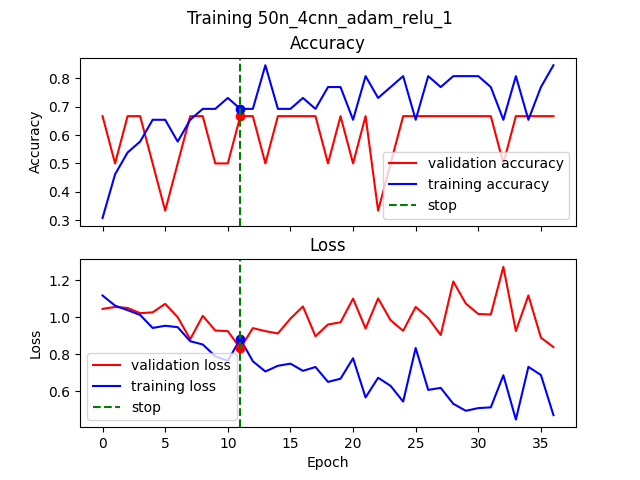 Training 50n_4cnn_adam_relu_1
Accuracy
Accuracy
0.8
0.7
0.6
0.5
0.4
0.3
validation accuracy
training accuracy
stop
Loss
Loss
1.2
1.0
0.8
0.6
validation loss
training loss
stop
0 5 10 15 20 25 30 35
Epoch